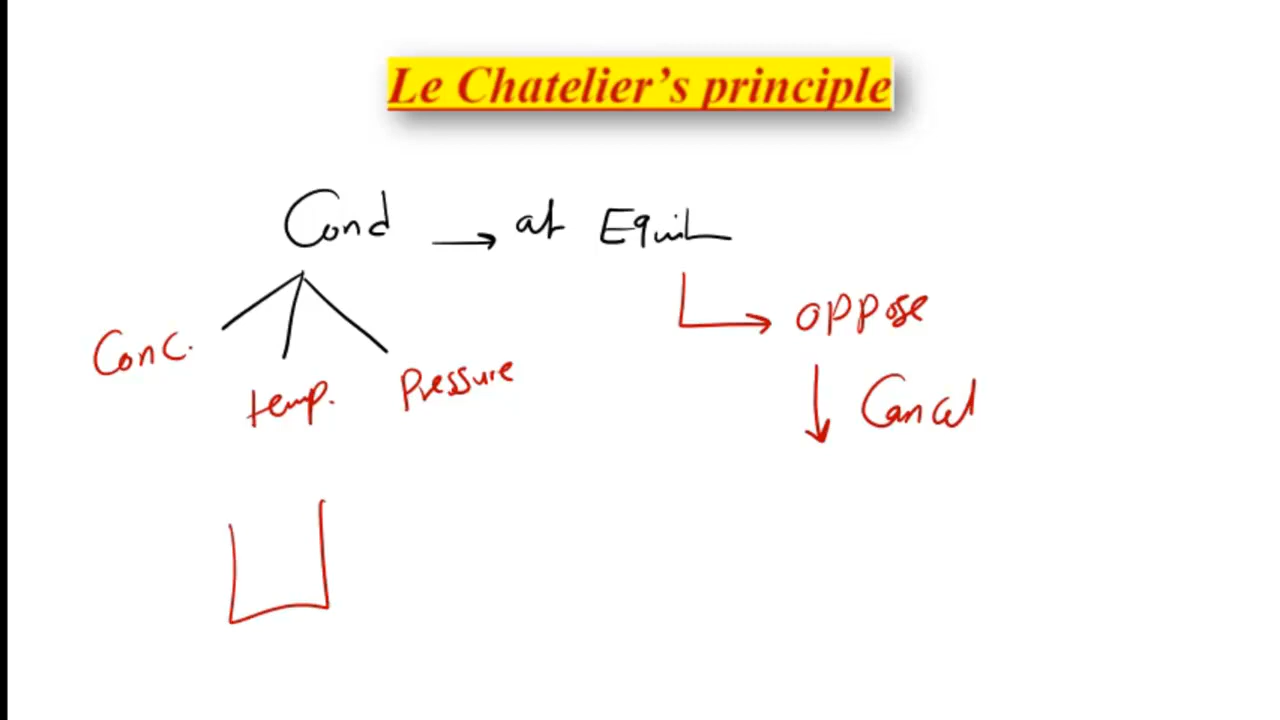 Le Chatelier's principle
Cond → at Equil
oppose
Conc.
temp.
Pressure
Cancel